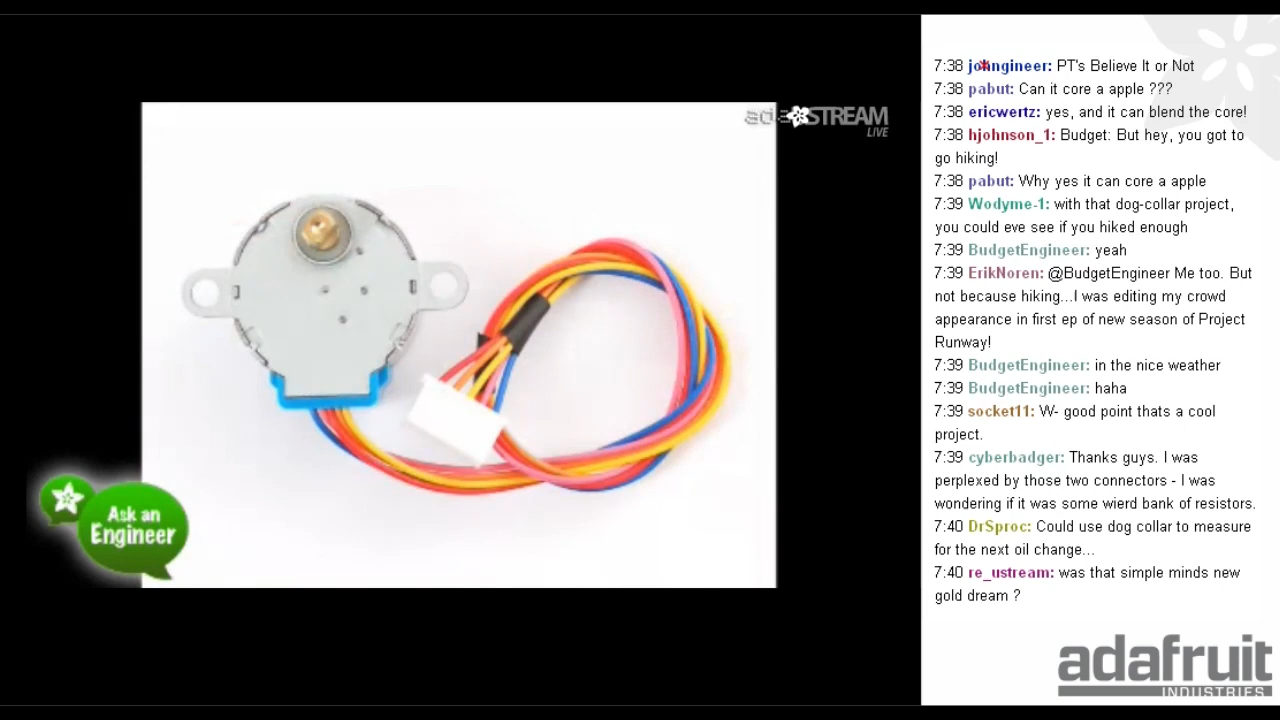 STREAM
LIVE
Ask an
Engineer
7:38 johngineer: PT's Believe It or Not
7:38 pabut: Can it core a apple ???
7:38 ericwertz: yes, and it can blend the core!
7:38 hjohnson_1: Budget: But hey, you got to
go hiking!
7:38 pabut: Why yes it can core a apple
7:39 Wodyme-1: with that dog-collar project,
you could eve see if you hiked enough
7:39 BudgetEngineer: yeah
7:39 ErikNoren: @BudgetEngineer Me too. But
not because hiking...I was editing my crowd
appearance in first ep of new season of Project
Runway!
7:39 BudgetEngineer: in the nice weather
7:39 BudgetEngineer: haha
7:39 socket11: W- good point thats a cool
project.
7:39 cyberbadger: Thanks guys. I was
perplexed by those two connectors - I was
wondering if it was some wierd bank of resistors.
7:40 DrSproc: Could use dog collar to measure
for the next oil change...
7:40 re_ustream: was that simple minds new
gold dream ?
adafruit
INDUSTRIES